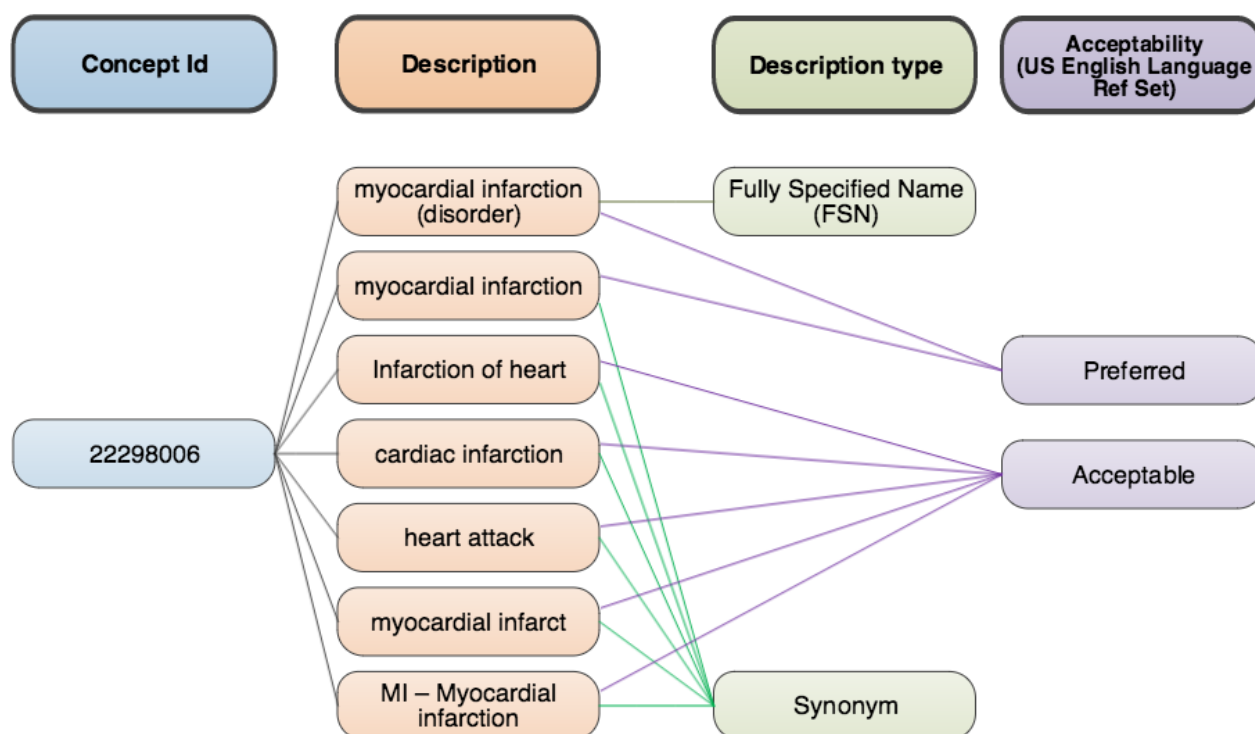 Concept Id
Description
Description type
Acceptability
(US English Language
Ref Set)
myocardial infarction
(disorder)
Fully Specified Name
(FSN)
myocardial infarction
Infarction of heart
Preferred
22298006
cardiac infarction
Acceptable
heart attack
myocardial infarct
MI – Myocardial
infarction
Synonym